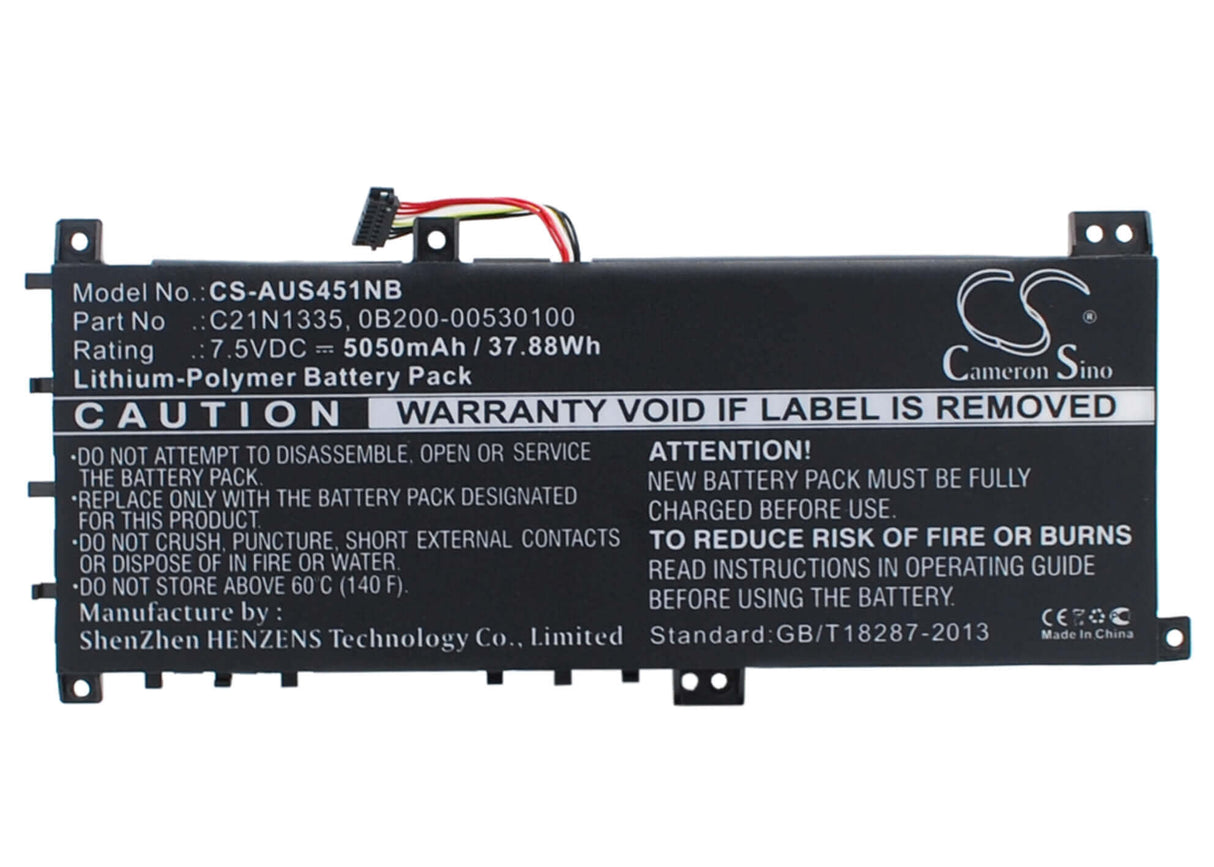 Model No.:CS-AUS451NB
Part No .:C21N1335, 0B200-00530100
Rating .:7.5VDC ⎓ 5050mAh / 37.88Wh
Lithium-Polymer Battery Pack
CS ®
Cameron Sino
CAUTION WARRANTY VOID IF LABEL IS REMOVED
·DO NOT ATTEMPT TO DISASSEMBLE, OPEN OR SERVICE
THE BATTERY PACK.
·REPLACE ONLY WITH THE BATTERY PACK DESIGNATED
FOR THIS PRODUCT.
·DO NOT CRUSH, PUNCTURE, SHORT EXTERNAL CONTACTS
OR DISPOSE OF IN FIRE OR WATER.
·DO NOT STORE ABOVE 60°C (140 F).
Manufacture by :
ShenZhen HENZENS Technology Co., Limited
ATTENTION!
NEW BATTERY PACK MUST BE FULLY
CHARGED BEFORE USE.
TO REDUCE RISK OF FIRE OR BURNS
READ INSTRUCTIONS IN OPERATING GUIDE
BEFORE USING THE BATTERY.
Standard:GB/T18287-2013
CE
Made In China